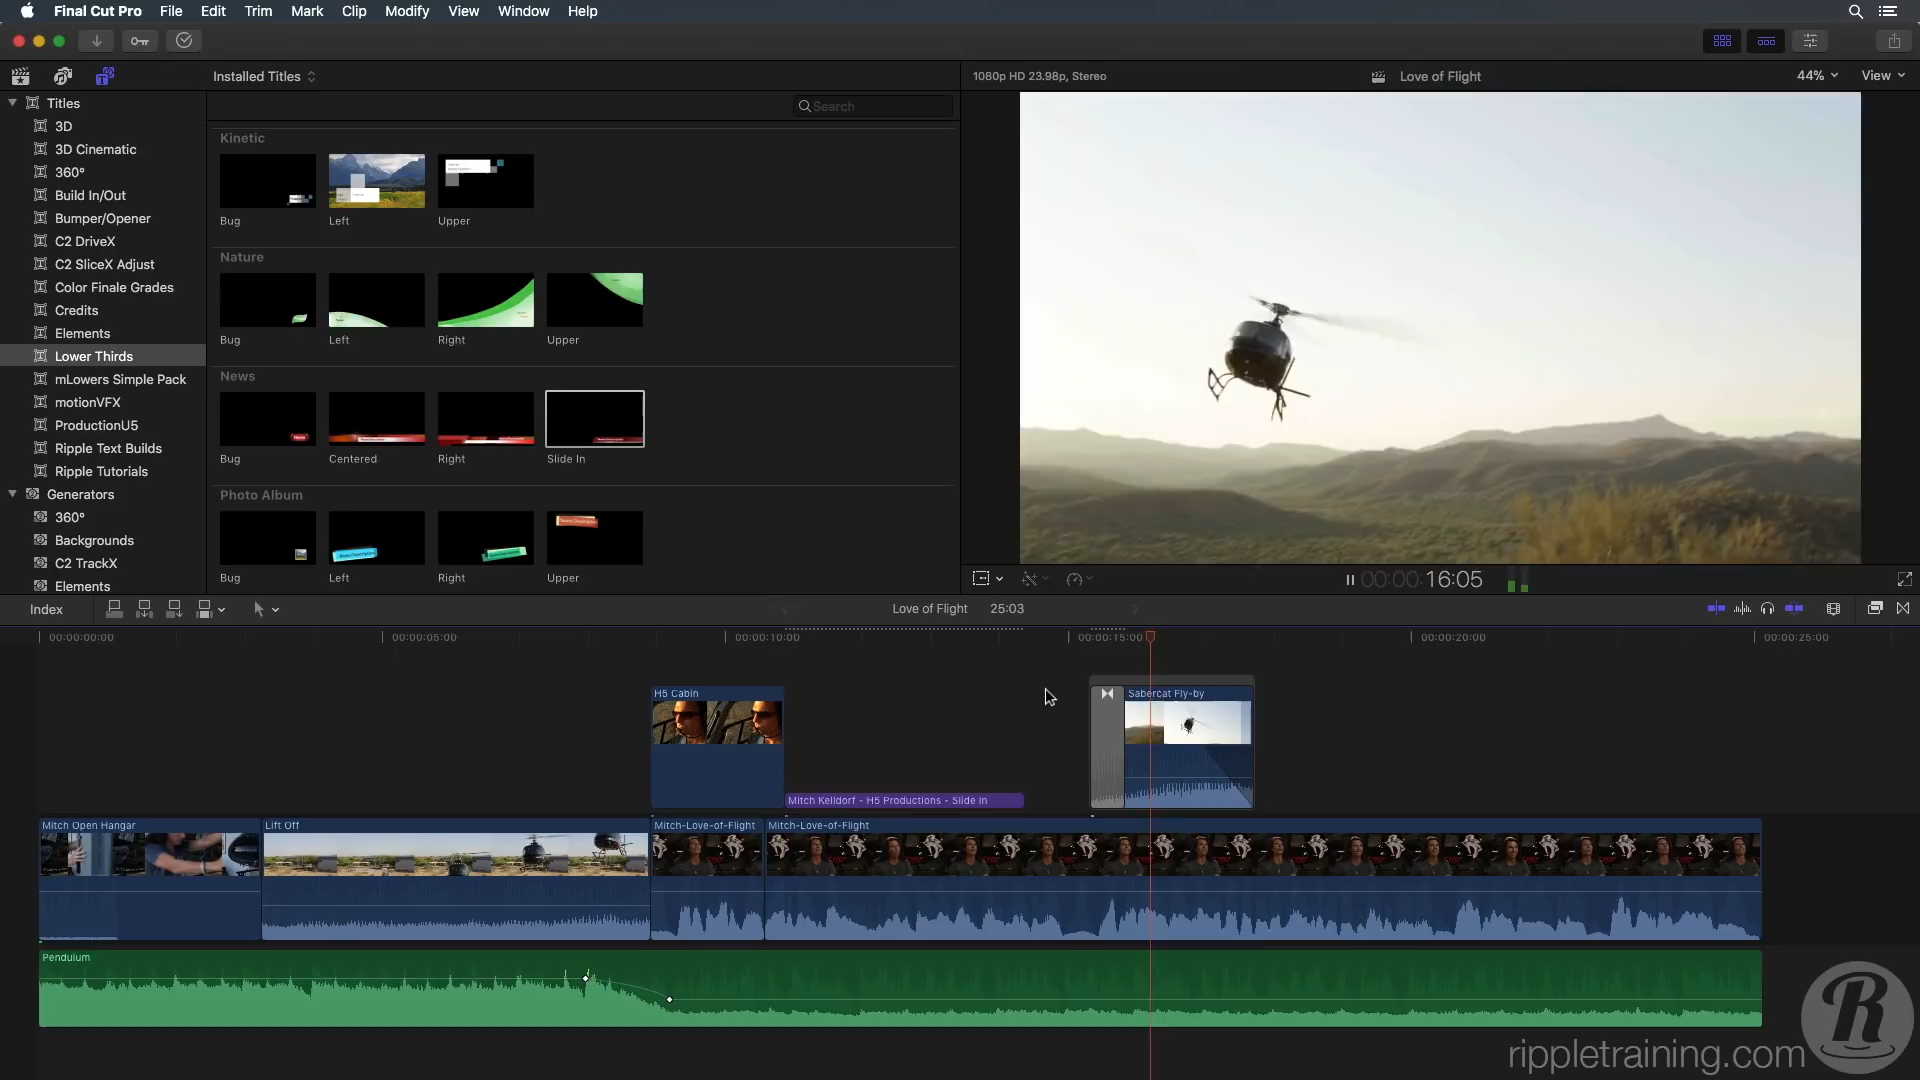 Final Cut Pro File Edit Trim Mark Clip Modify View Window Help
Installed Titles
1080p HD 23.98p, Stereo
Love of Flight
44%
View
Titles
3D
3D Cinematic
360°
Build In/Out
Bumper/Opener
C2 DriveX
C2 SliceX Adjust
Color Finale Grades
Credits
Elements
Lower Thirds
mLowers Simple Pack
motionVFX
ProductionU5
Ripple Text Builds
Ripple Tutorials
Generators
360°
Backgrounds
C2 TrackX
Elements
Search
Kinetic
Bug Left Upper
Nature
Bug Left Right Upper
News
Bug Centered Right Slide In
Photo Album
Bug Left Right Upper
00:00:16:05
Index
Love of Flight 25:03
00:00:00:00 00:00:05:00 00:00:10:00 00:00:15:00 00:00:20:00 00:00:25:00
H5 Cabin
Sabercat Fly-by
Mitch Kelldorf - H5 Productions - Slide In
Mitch Open Hangar
Lift Off
Mitch-Love-of-Flight
Mitch-Love-of-Flight
Pendulum
R
rippletraining.com